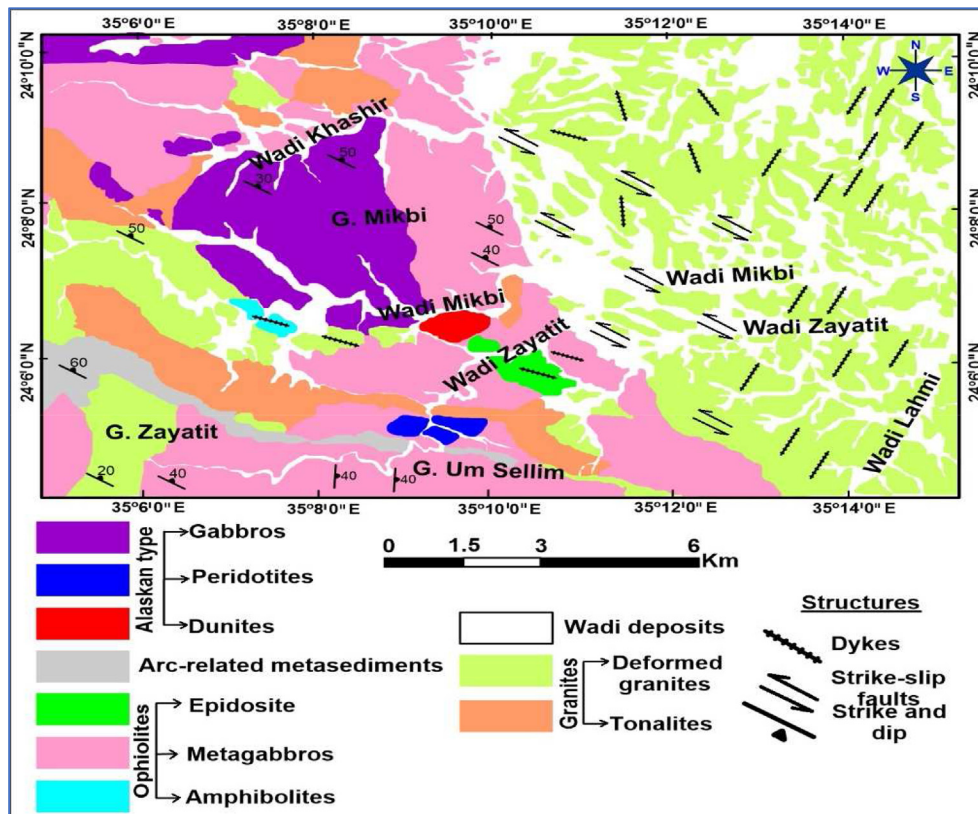 35°6'0"E 35°8'0"E 35°10'0"E 35°12'0"E 35°14'0"E
24°10'0"N
24°8'0"N
24°6'0"N
24°10'0"N
24°8'0"N
24°6'0"N
N
W E
S
Wadi Khashir
50
30
G. Mikbi
50
50
40
Wadi Mikbi
Wadi Mikbi
Wadi Zayatit
Wadi Zayatit
60
Wadi Lahmi
G. Zayatit
G. Um Sellim
20
40
40
40
35°6'0"E 35°8'0"E 35°10'0"E 35°12'0"E 35°14'0"E
Alaskan type
Gabbros
Peridotites
Dunites
Arc-related metasediments
Ophiolites
Epidosite
Metagabbros
Amphibolites
0 1.5 3 6
Km
Wadi deposits
Granites
Deformed
granites
Tonalites
Structures
Dykes
Strike-slip
faults
Strike and
dip